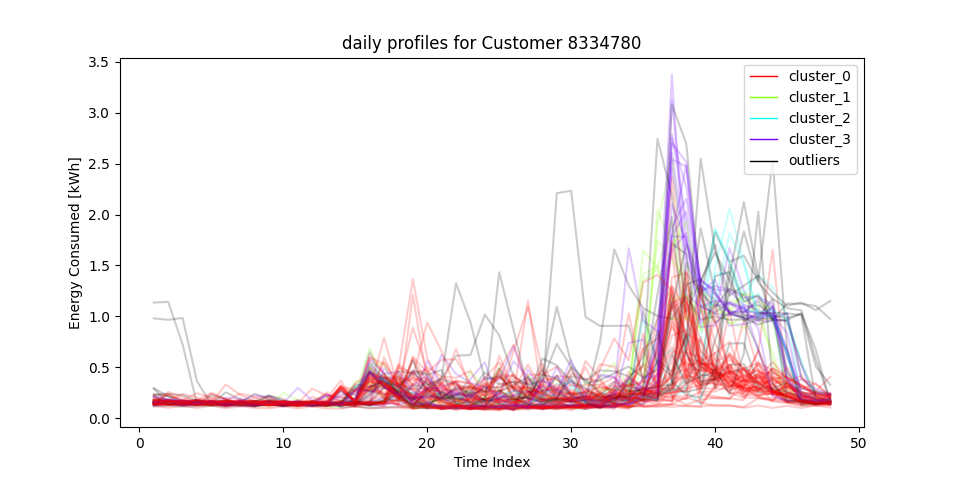 daily profiles for Customer 8334780
3.5
3.0
2.5
2.0
1.5
1.0
0.5
0.0
Energy Consumed [kWh]
cluster_0
cluster_1
cluster_2
cluster_3
outliers
0 10 20 30 40 50
Time Index